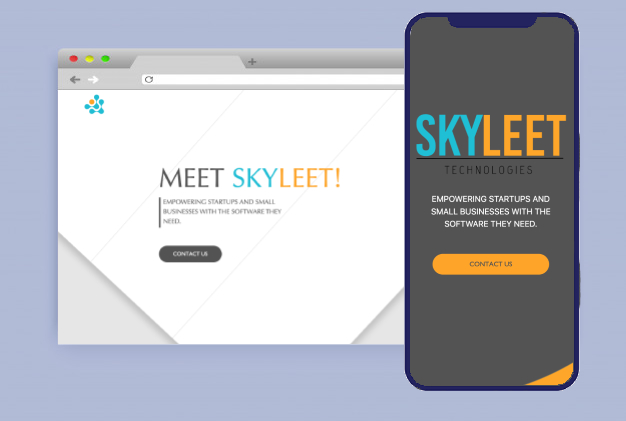 MEET SKYLEET!
EMPOWERING STARTUPS AND SMALL
BUSINESSES WITH THE SOFTWARE THEY
NEED.
CONTACT US
SKYLEET
TECHNOLOGIES
EMPOWERING STARTUPS AND
SMALL BUSINESSES WITH THE
SOFTWARE THEY NEED.
CONTACT US